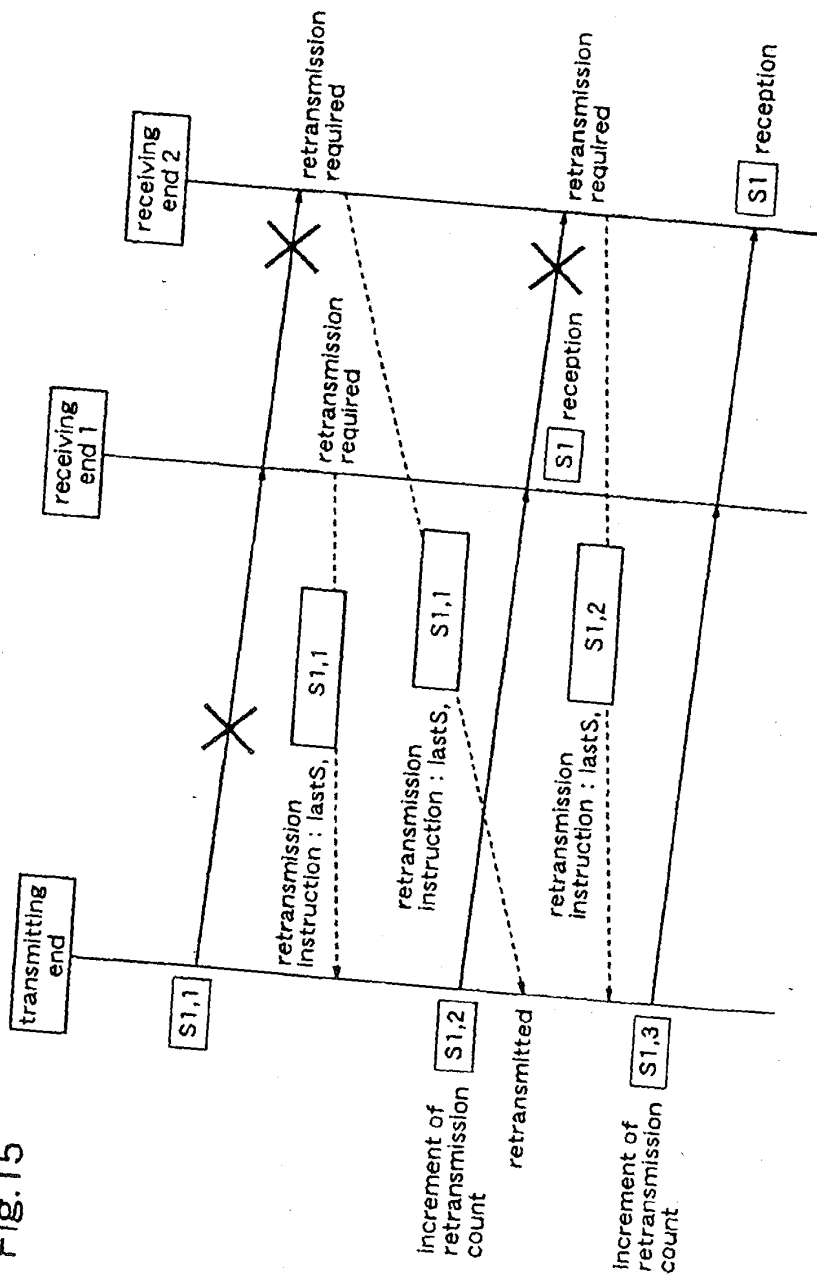 Fig.15
transmitting
end
receiving
end 1
receiving
end 2
S1,1
retransmission
required
retransmission
required
retransmission
instruction : lastS,
S1,1
retransmission
instruction : lastS,
S1,1
increment of
retransmission
count
S1,2
S1 reception
retransmission
required
retransmitted
retransmission
instruction : lastS,
S1,2
increment of
retransmission
count
S1,3
S1 reception